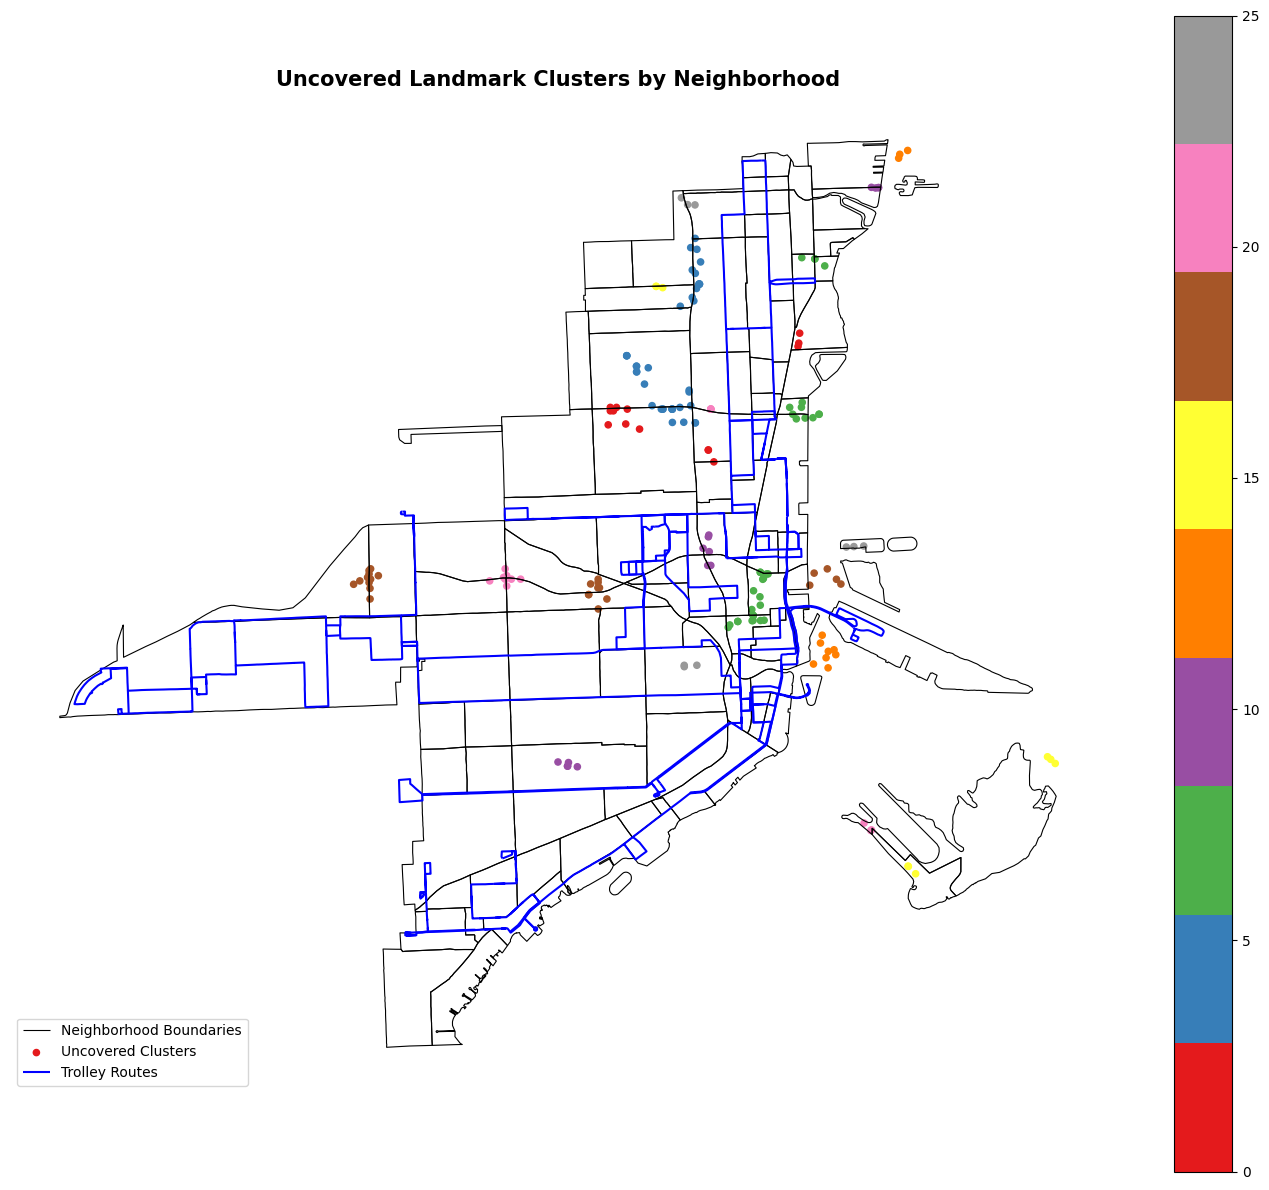 Uncovered Landmark Clusters by Neighborhood
25
20
15
10
5
0
Neighborhood Boundaries
Uncovered Clusters
Trolley Routes